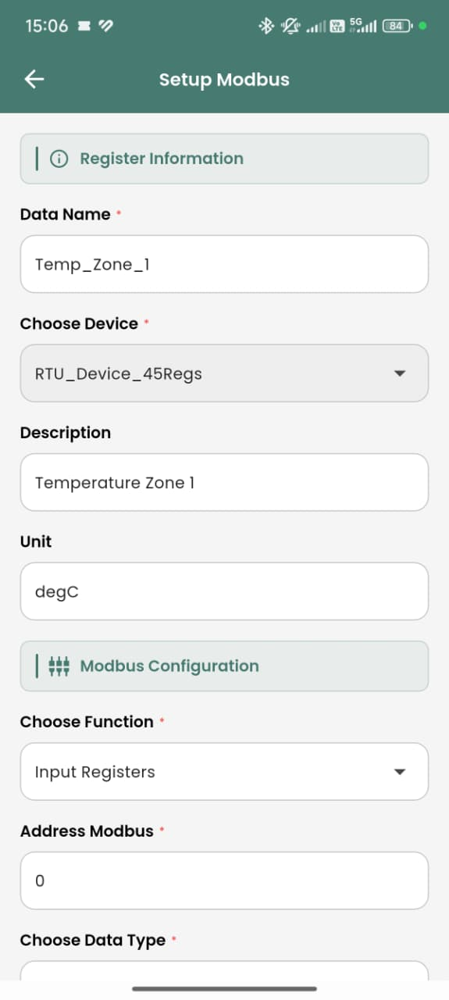 15:06
5G
84
Setup Modbus
Register Information
Data Name *
Temp_Zone_1
Choose Device *
RTU_Device_45Regs
Description
Temperature Zone 1
Unit
degC
Modbus Configuration
Choose Function *
Input Registers
Address Modbus *
0
Choose Data Type *